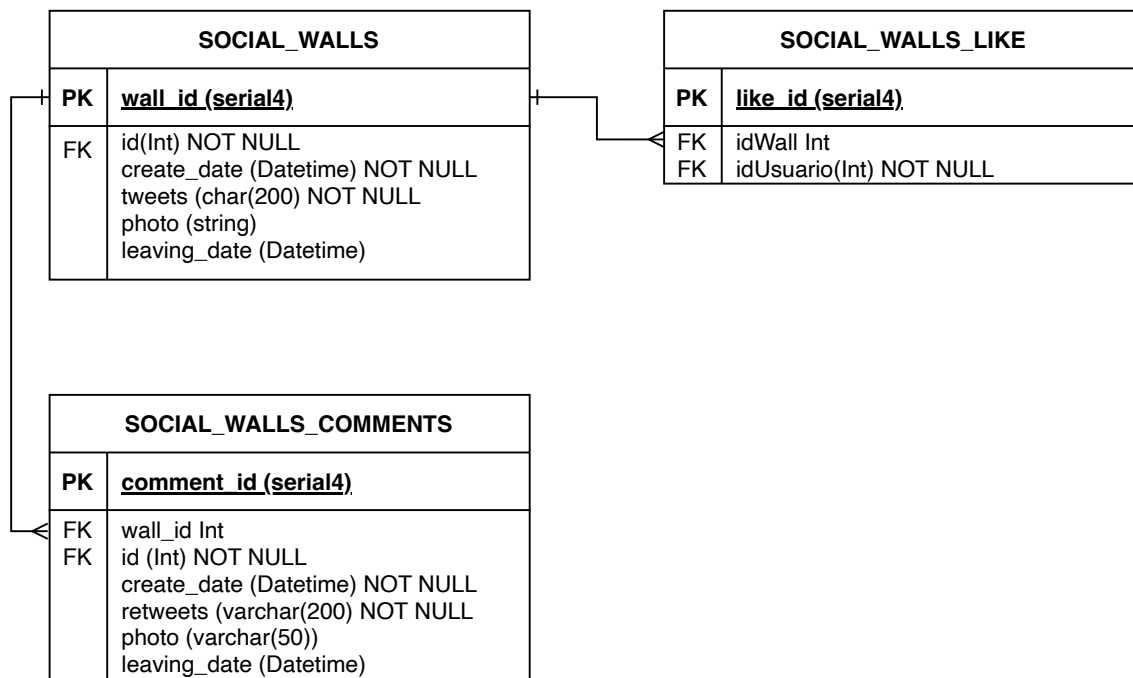 SOCIAL_WALLS
PK wall_id (serial4)
FK id(Int) NOT NULL
create_date (Datetime) NOT NULL
tweets (char(200) NOT NULL
photo (string)
leaving_date (Datetime)
SOCIAL_WALLS_LIKE
PK like_id (serial4)
FK idWall Int
FK idUsuario(Int) NOT NULL
SOCIAL_WALLS_COMMENTS
PK comment_id (serial4)
FK wall_id Int
FK id (Int) NOT NULL
create_date (Datetime) NOT NULL
retweets (varchar(200) NOT NULL
photo (varchar(50))
leaving_date (Datetime)